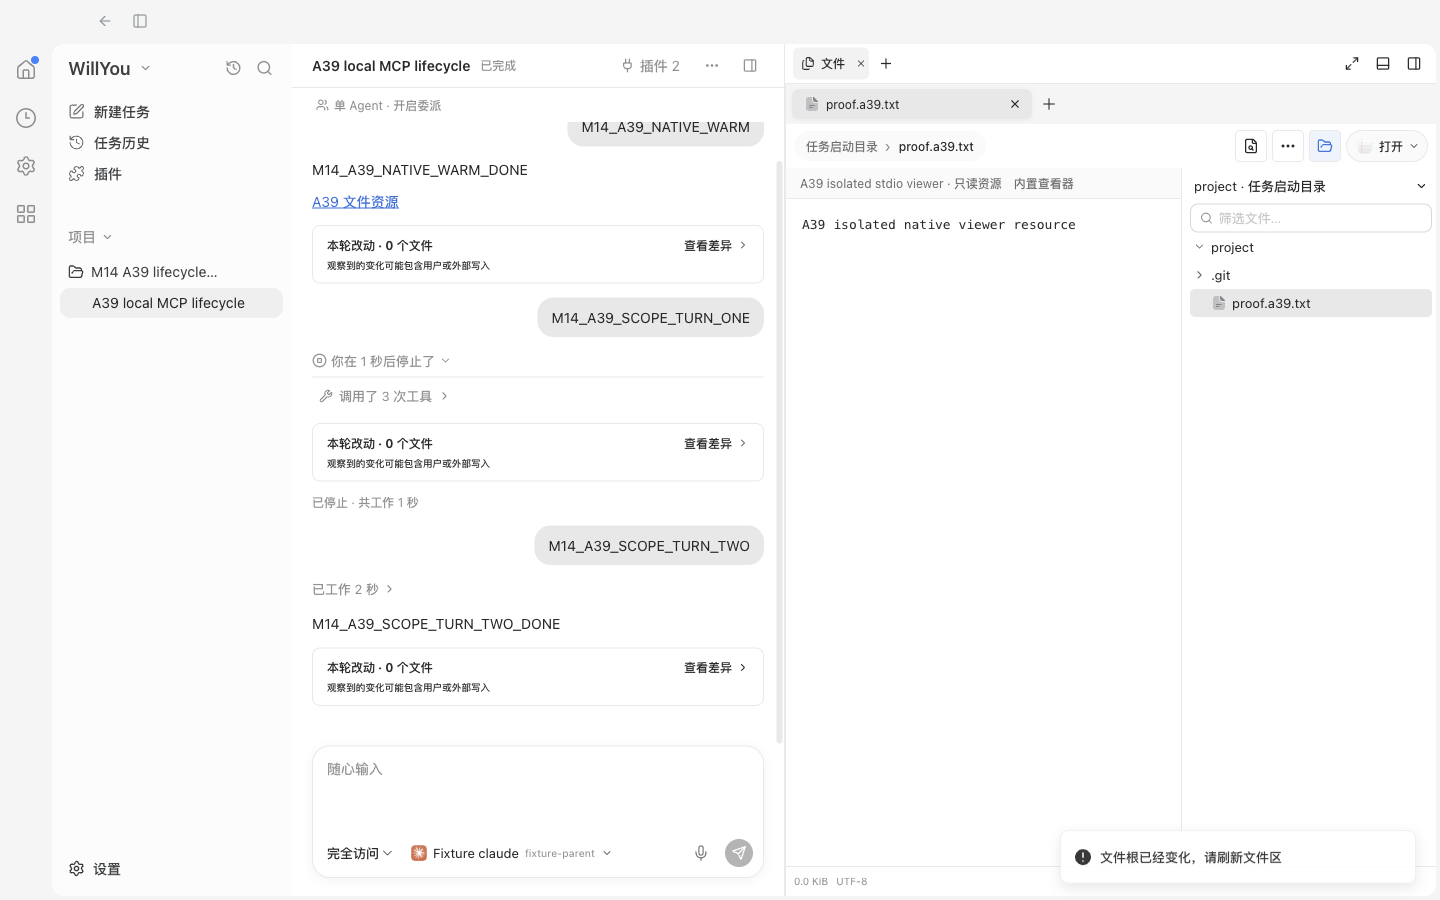 WillYou
新建任务
任务历史
插件
项目
M14 A39 lifecycle...
A39 local MCP lifecycle
设置
A39 local MCP lifecycle 已完成
插件 2
单 Agent · 开启委派
M14_A39_NATIVE_WARM
M14_A39_NATIVE_WARM_DONE
A39 文件资源
本轮改动 · 0 个文件 查看差异
观察到的变化可能包含用户或外部写入
M14_A39_SCOPE_TURN_ONE
你在 1 秒后停止了
调用了 3 次工具
本轮改动 · 0 个文件 查看差异
观察到的变化可能包含用户或外部写入
已停止 · 共工作 1 秒
M14_A39_SCOPE_TURN_TWO
已工作 2 秒
M14_A39_SCOPE_TURN_TWO_DONE
本轮改动 · 0 个文件 查看差异
观察到的变化可能包含用户或外部写入
随心输入
完全访问 Fixture claude fixture-parent
文件
proof.a39.txt
任务启动目录 proof.a39.txt
打开
A39 isolated stdio viewer · 只读资源 内置查看器
A39 isolated native viewer resource
project · 任务启动目录
筛选文件...
project
.git
proof.a39.txt
0.0 KiB UTF-8
文件根已经变化，请刷新文件区